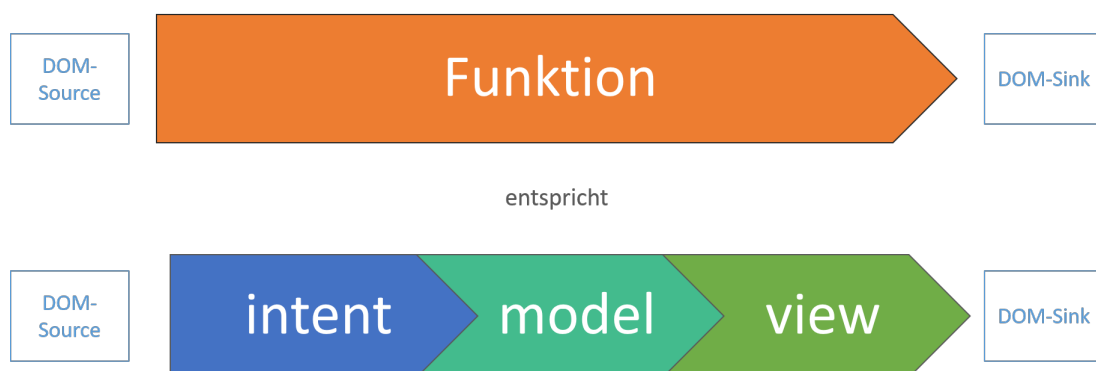 DOM-
Source
Funktion
DOM-Sink
entspricht
DOM-
Source
intent
model
view
DOM-Sink